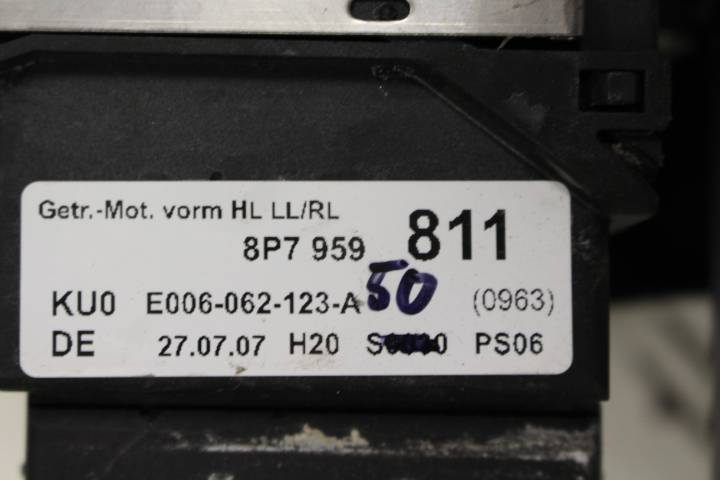 Getr.-Mot. vorm HL LL/RL
8P7 959 811
50
KU0 E006-062-123-A (0963)
DE 27.07.07 H20 PS06